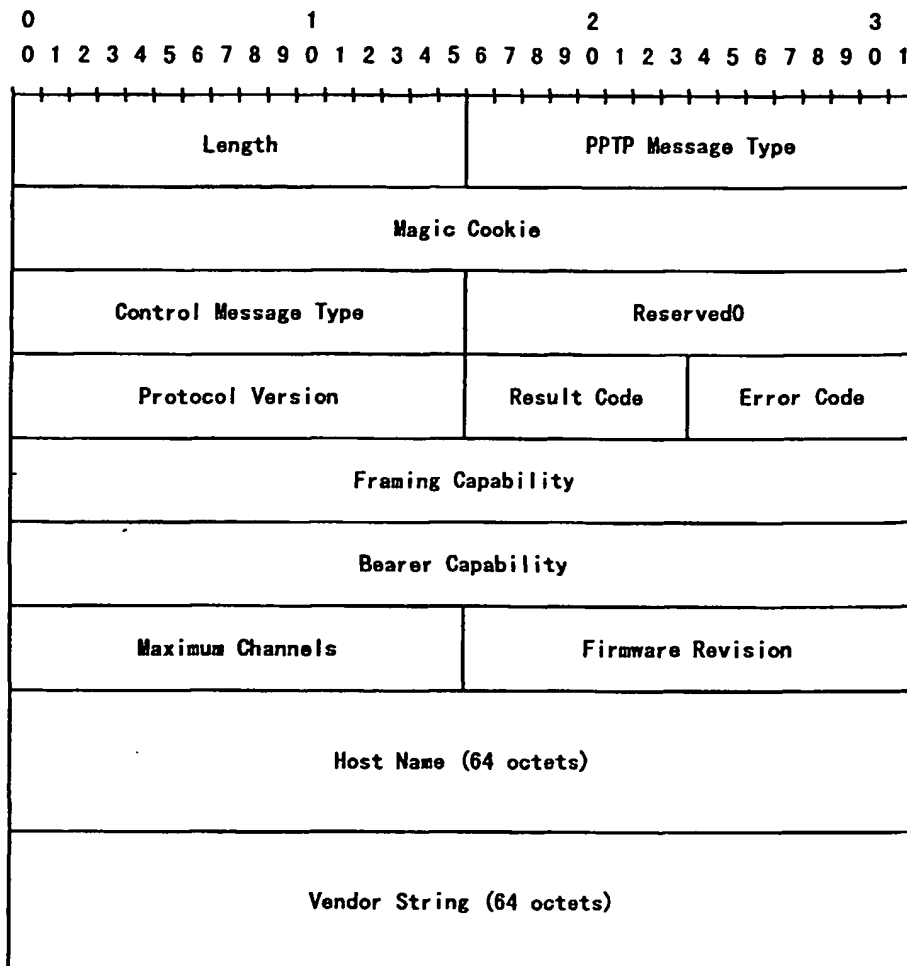 0 1 2 3
0 1 2 3 4 5 6 7 8 9 0 1 2 3 4 5 6 7 8 9 0 1 2 3 4 5 6 7 8 9 0 1
Length PPTP Message Type
Magic Cookie
Control Message Type Reserved0
Protocol Version Result Code Error Code
Framing Capability
Bearer Capability
Maximum Channels Firmware Revision
Host Name (64 octets)
Vendor String (64 octets)